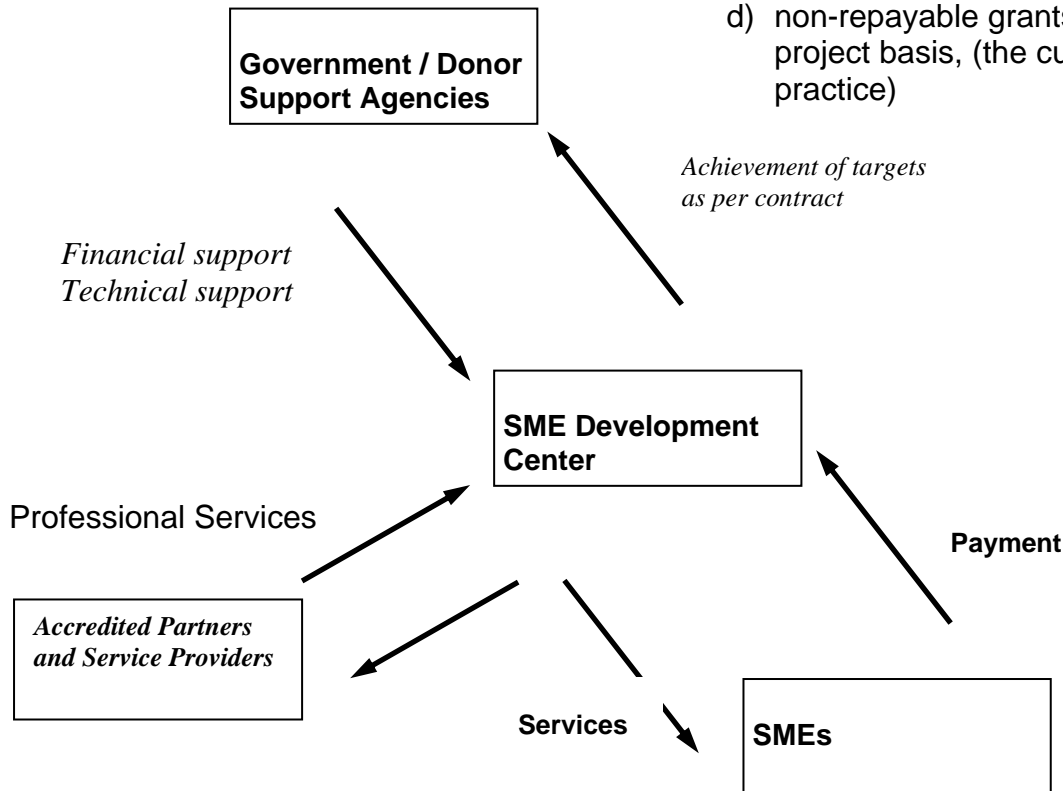 d) non-repayable grants
project basis, (the
practice)
Government / Donor
Support Agencies
Achievement of targets
as per contract
Financial support
Technical support
SME Development
Center
Professional Services
Payment
Accredited Partners
and Service Providers
Services
SMEs